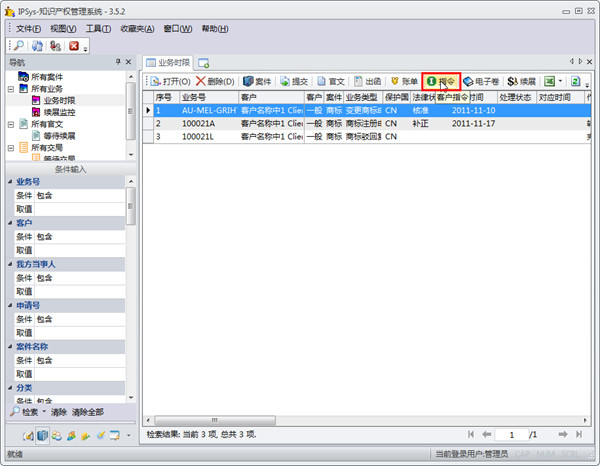 IPSys-知识产权管理系统 - 3.5.2
文件(F) 视图(V) 工具(T) 收藏夹(A) 窗口(W) 帮助(H)
导航
所有案件
所有业务
业务时限
续展监控
所有官文
等待续展
所有交局
等待交局
条件输入
业务号
条件 包含
取值
客户
条件 包含
取值
我方当事人
条件 包含
取值
申请号
条件 包含
取值
案件名称
条件 包含
取值
分类
条件 包含
检索 清除 清除全部
业务时限
打开(O) 删除(D) 案件 提交 官文 出函 账单 指令 电子卷 续展
序号 业务号 客户 客户 案件 业务类型 保护国 法律状 客户指令 时间 处理状态 对应时间
1 AU-MEL-GRIH 客户名称中1 Clie 一般 商标 变更商标 CN 核准 2011-11-10
2 100021A 客户名称中1 Clie 一般 商标 商标注册 CN 补正 2011-11-17
3 100021L 客户名称中1 Clie 一般 商标 商标驳回 CN
检索结果: 当前 3 项, 总共 3 项.
1 /1
就绪
当前登录用户:管理员 CAP NUM SCRL